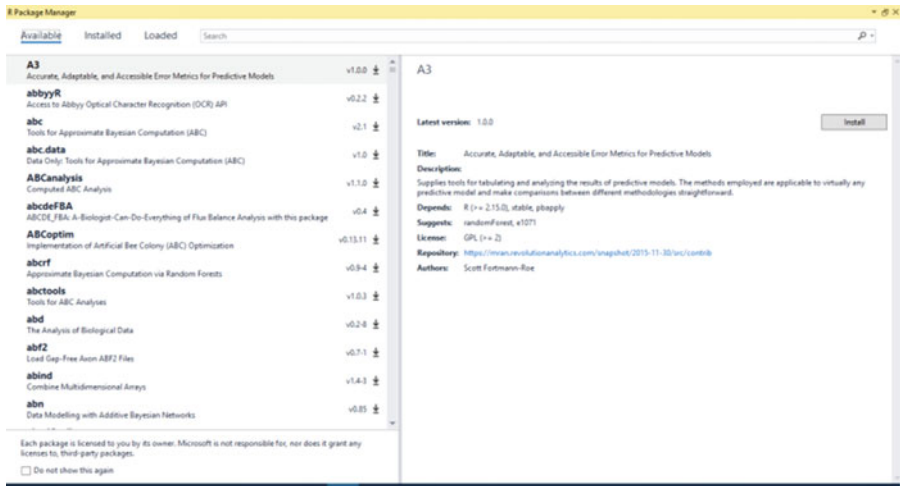 R Package Manager
Available Installed Loaded Search
A3
Accurate, Adaptable, and Accessible Error Metrics for Predictive Models
v1.0.0
abbyyR
Access to Abbyy Optical Character Recognition (OCR) API
v0.2.2
abc
Tools for Approximate Bayesian Computation (ABC)
v2.1
abc.data
Data Only: Tools for Approximate Bayesian Computation (ABC)
v1.0
ABCanalysis
Computed ABC Analysis
v1.1.0
abcdeFBA
ABCDE_FBA: A-Biologist-Can-Do-Everything of Flux Balance Analysis with this package
v0.4
ABCoptim
Implementation of Artificial Bee Colony (ABC) Optimization
v0.13.11
abcrf
Approximate Bayesian Computation via Random Forests
v0.9-4
abctools
Tools for ABC Analyses
v1.0.3
abd
The Analysis of Biological Data
v0.2-8
abf2
Load Gap-Free Axon ABF2 Files
v0.7-1
abind
Combine Multidimensional Arrays
v1.4-3
abn
Data Modelling with Additive Bayesian Networks
v0.85
Each package is licensed to you by its owner. Microsoft is not responsible for, nor does it grant any
licenses to, third-party packages.
Do not show this again
A3
Latest version: 1.0.0
Install
Title: Accurate, Adaptable, and Accessible Error Metrics for Predictive Models
Description:
Supplies tools for tabulating and analyzing the results of predictive models. The methods employed are applicable to virtually any
predictive model and make comparisons between different methodologies straightforward.
Depends: R (>= 2.15.0), xtable, pbapply
Suggests: randomForest, e1071
License: GPL (>= 2)
Repository: https://mran.revolutionanalytics.com/snapshot/2015-11-30/src/contrib
Authors: Scott Fortmann-Roe